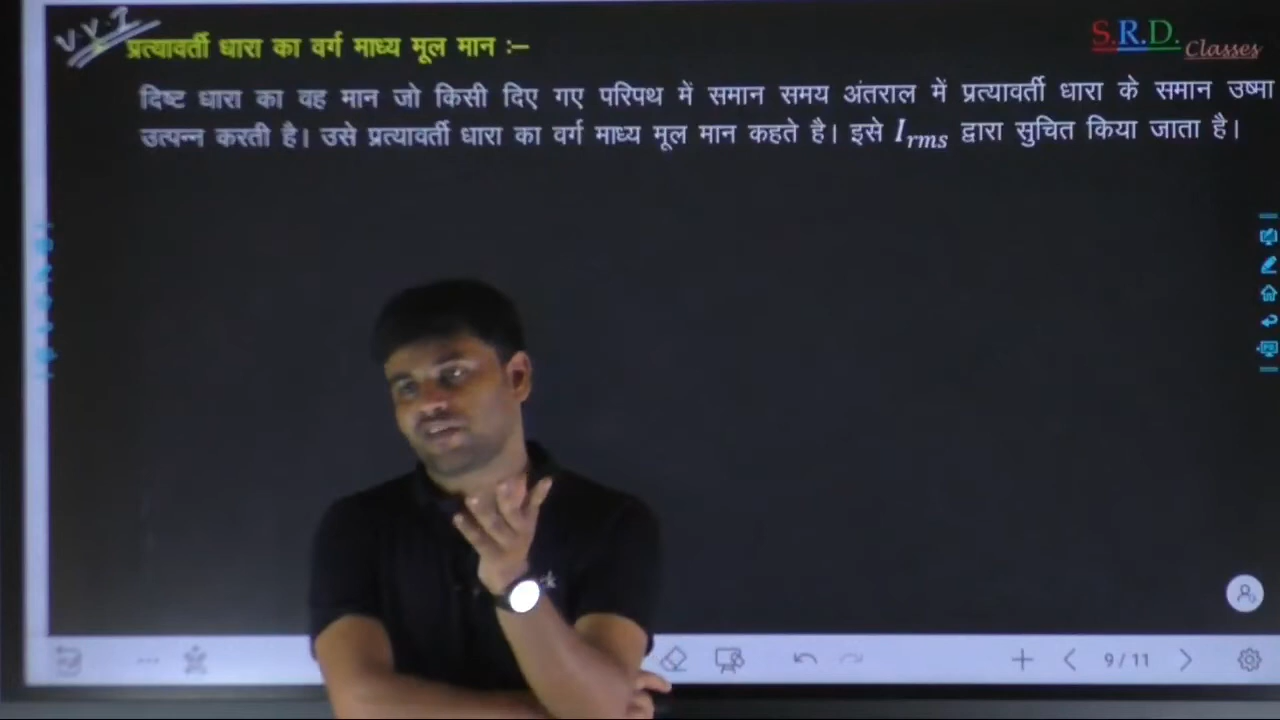 V.V.I
प्रत्यावर्ती धारा का वर्ग माध्य मूल मान :–
S.R.D. Classes
दिष्ट धारा का वह मान जो किसी दिए गए परिपथ में समान समय अंतराल में प्रत्यावर्ती धारा के समान उष्मा
उत्पन्न करती है। उसे प्रत्यावर्ती धारा का वर्ग माध्य मूल मान कहते है। इसे I_rms द्वारा सुचित किया जाता है।
9/11